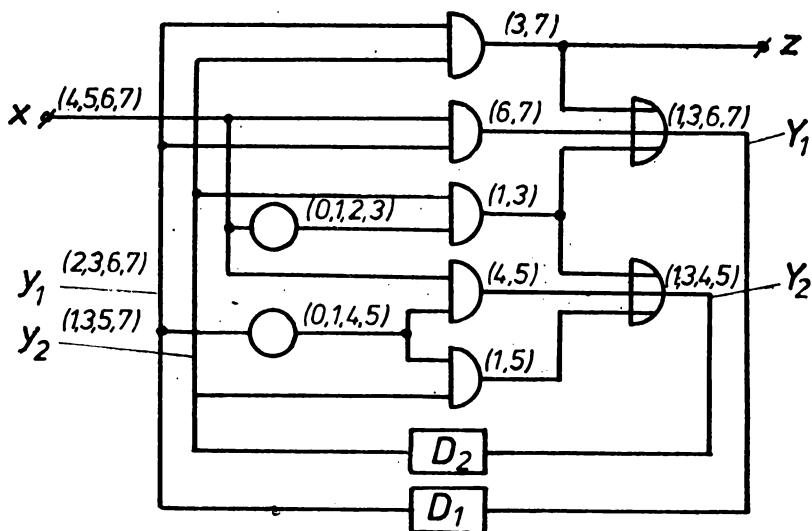 (3,7)
z
x (4,5,6,7)
(6,7)
(1,3,6,7)
Y1
(0,1,2,3)
(1,3)
y1 (2,3,6,7)
(4,5)
(1,3,4,5)
Y2
y2 (1,3,5,7)
(0,1,4,5)
(1,5)
D2
D1